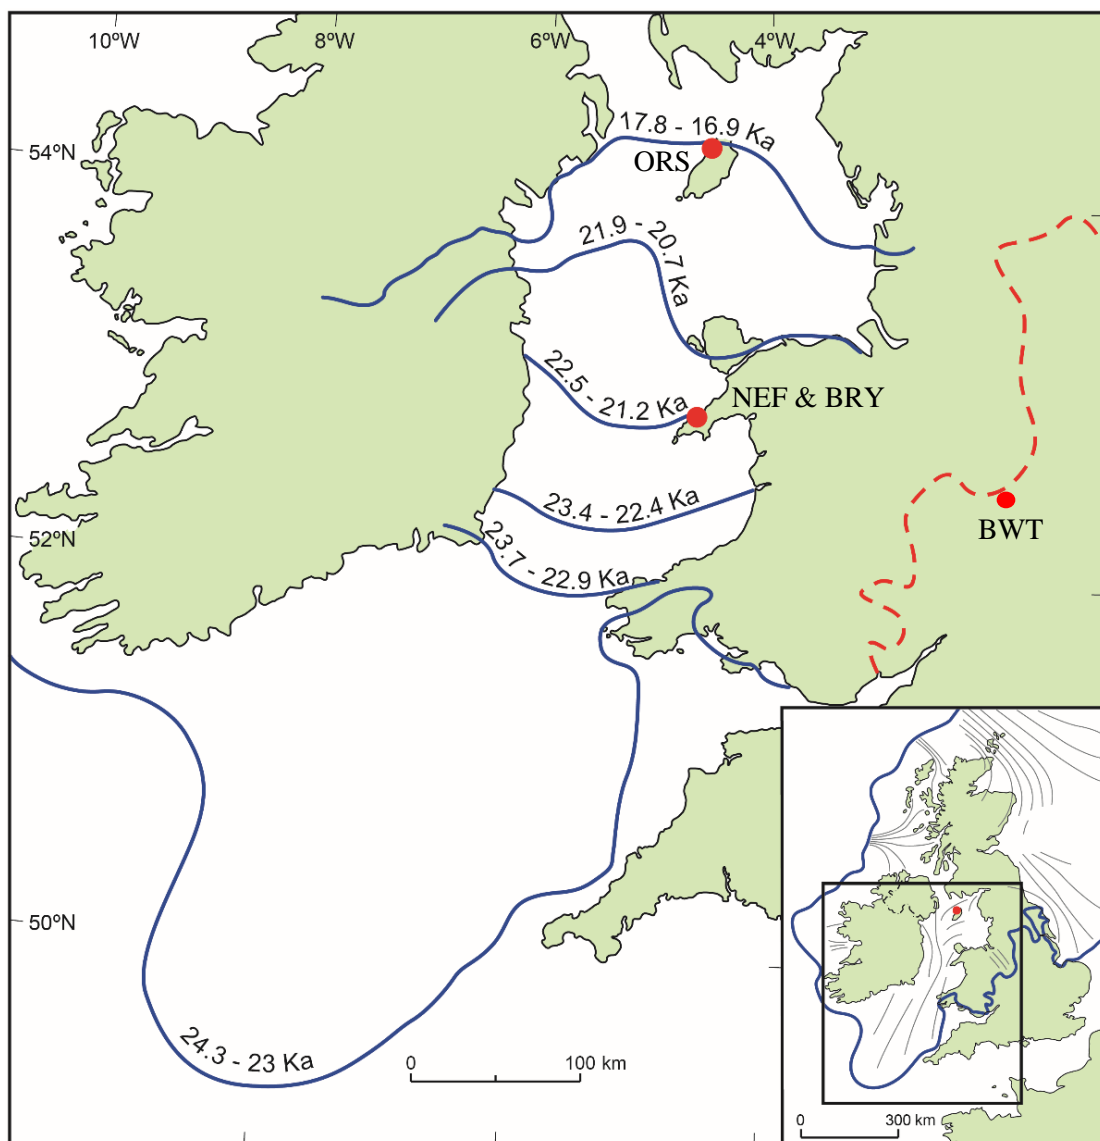 10ºW
8ºW
6ºW
4ºW
17.8 - 16.9 Ka
54ºN
ORS
21.9 - 20.7 Ka
22.5 - 21.2 Ka
NEF & BRY
23.4 - 22.4 Ka
52ºN
BWT
23.7 - 22.9 Ka
50ºN
24.3 - 23 Ka
0
100 km
0
300 km